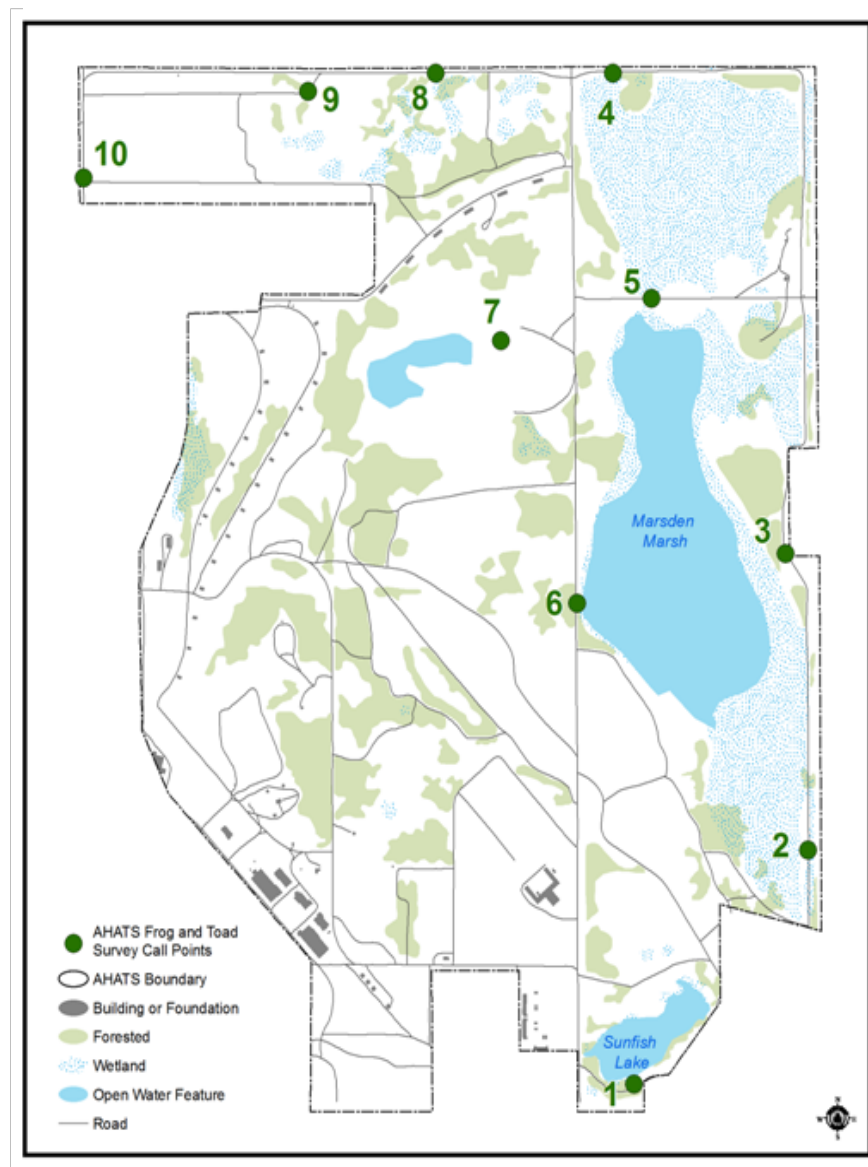 10
9
8
4
5
7
3
Marsden
Marsh
6
2
AHATS Frog and Toad
Survey Call Points
AHATS Boundary
Building or Foundation
Forested
Wetland
Open Water Feature
Road
Sunfish
Lake
1
N
W
E
S